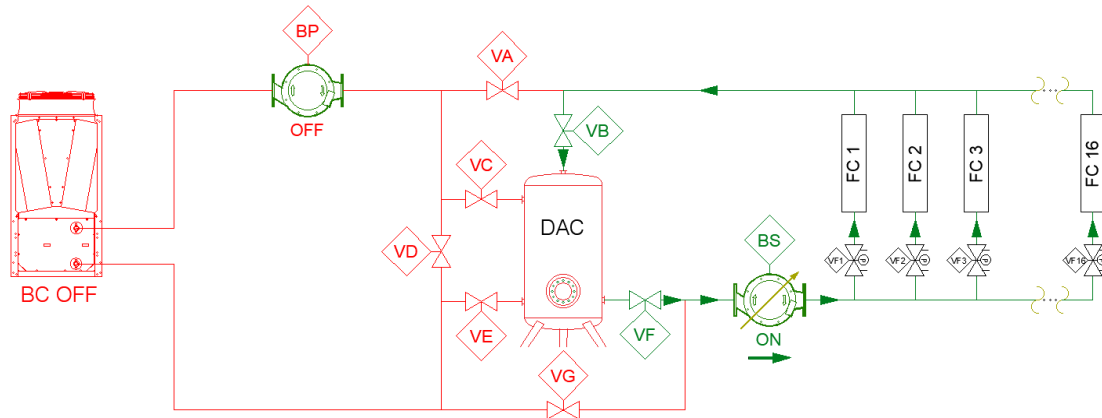 BP
VA
OFF
VB
VC
FC 1
FC 2
FC 3
FC 16
DAC
BS
VD
VF1
VF2
VF3
VF16
BC OFF
VE
VF
ON
VG